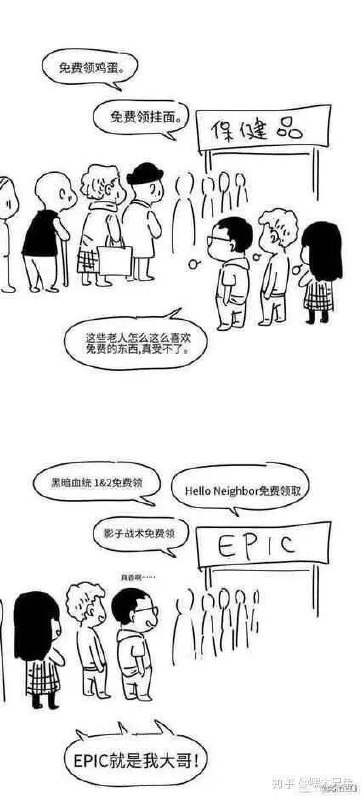 免费领鸡蛋。
免费领挂面。
保健品
这些老人怎么这么喜欢
免费的东西,真受不了。
黑暗血统 1&2免费领
Hello Neighbor免费领取
影子战术免费领
EPIC
真香啊······
EPIC就是我大哥!
知乎